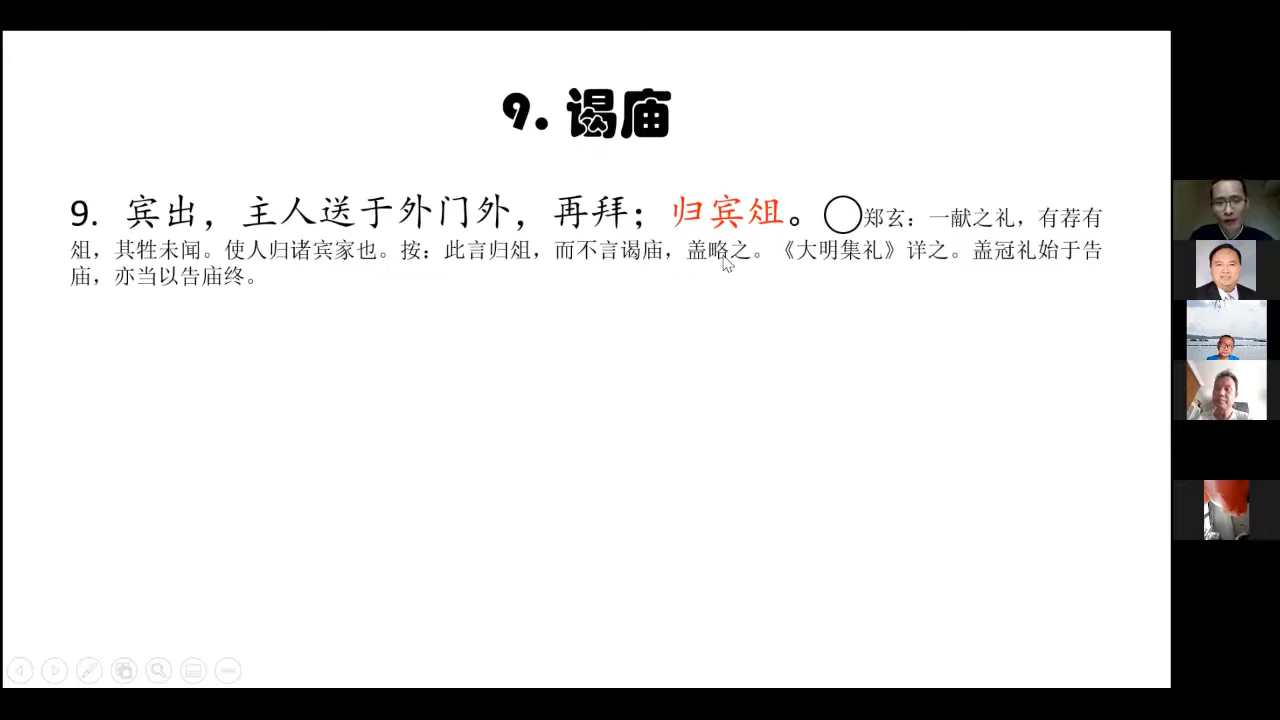 9. 谒庙
9. 宾出，主人送于外门外，再拜；归宾俎。◯郑玄：一献之礼，有荐有
俎，其牲未闻。使人归诸宾家也。按：此言归俎，而不言谒庙，盖略之。《大明集礼》详之。盖冠礼始于告
庙，亦当以告庙终。